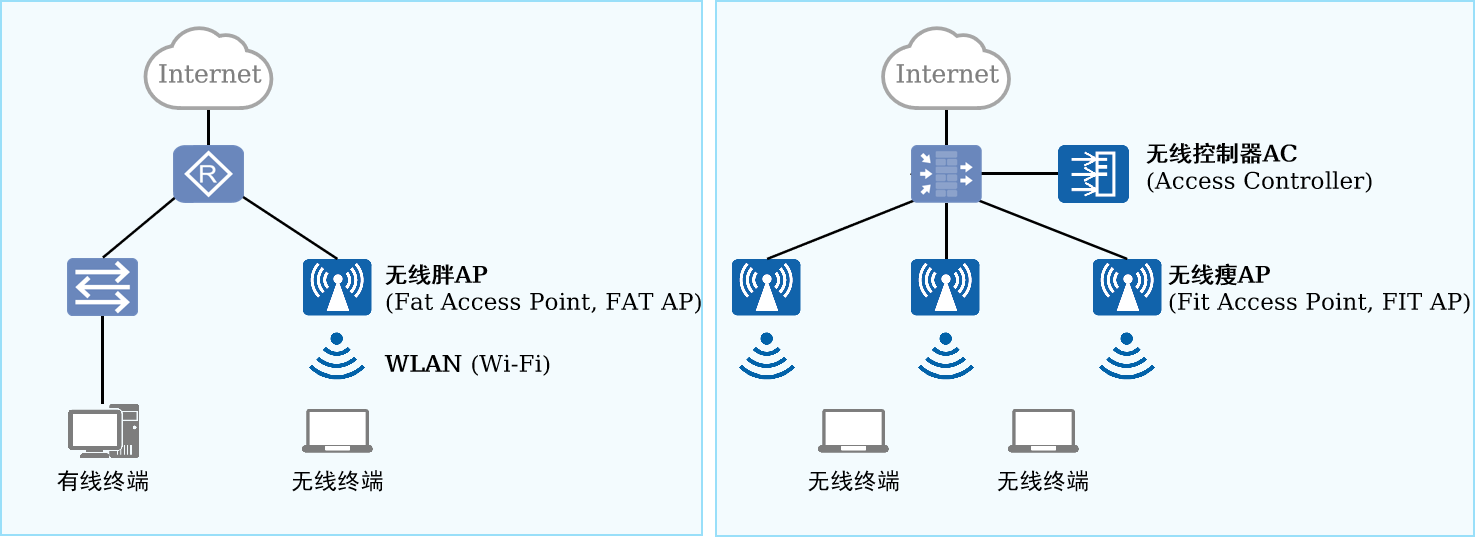 Internet
R
无线胖AP
(Fat Access Point, FAT AP)
WLAN (Wi-Fi)
有线终端
无线终端
Internet
无线控制器AC
(Access Controller)
无线瘦AP
(Fit Access Point, FIT AP)
无线终端
无线终端